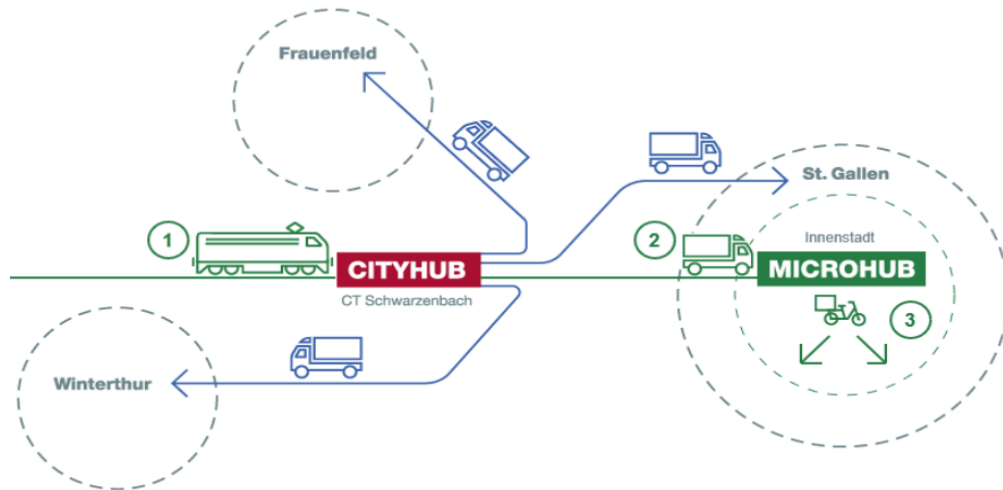 Frauenfeld
St. Gallen
1
2
Innenstadt
CITYHUB
MICROHUB
CT Schwarzenbach
3
Winterthur